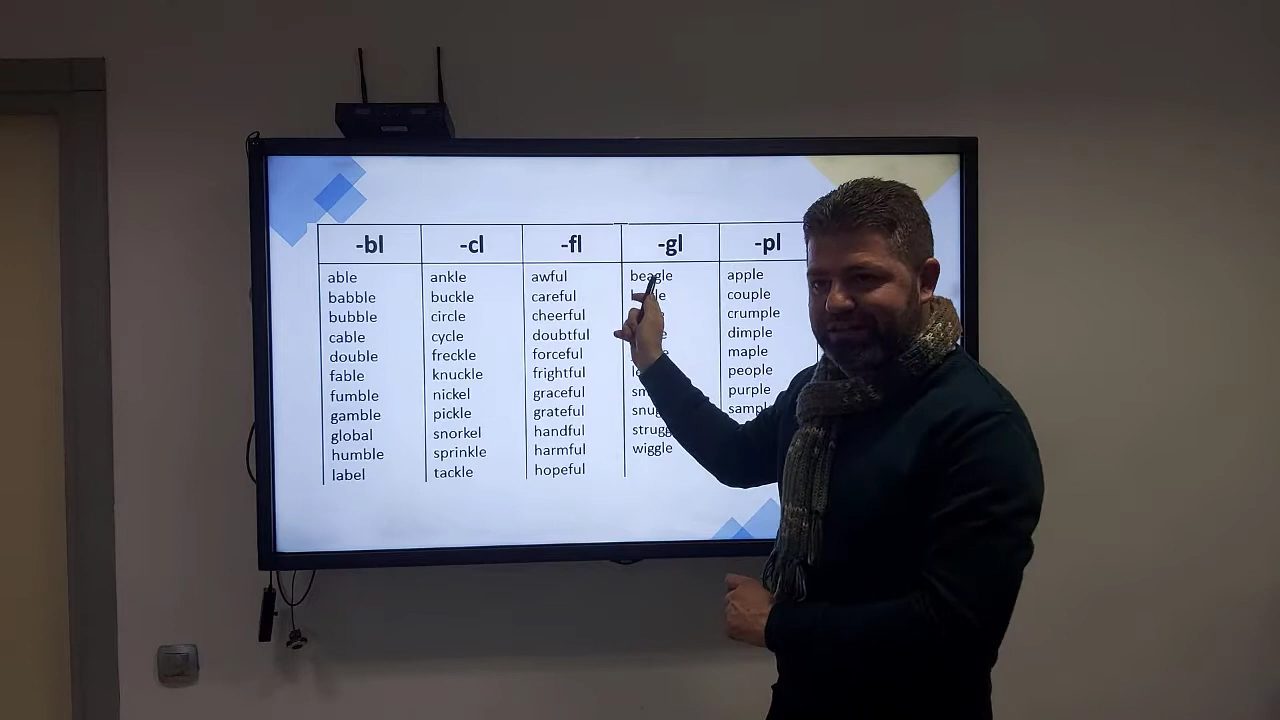 -bl -cl -fl -gl -pl
able ankle awful beagle apple
babble buckle careful couple
bubble circle cheerful crumple
cable cycle doubtful dimple
double freckle forceful maple
fable knuckle frightful people
fumble nickel graceful purple
gamble pickle grateful
global snorkel handful
humble sprinkle harmful wiggle
label tackle hopeful